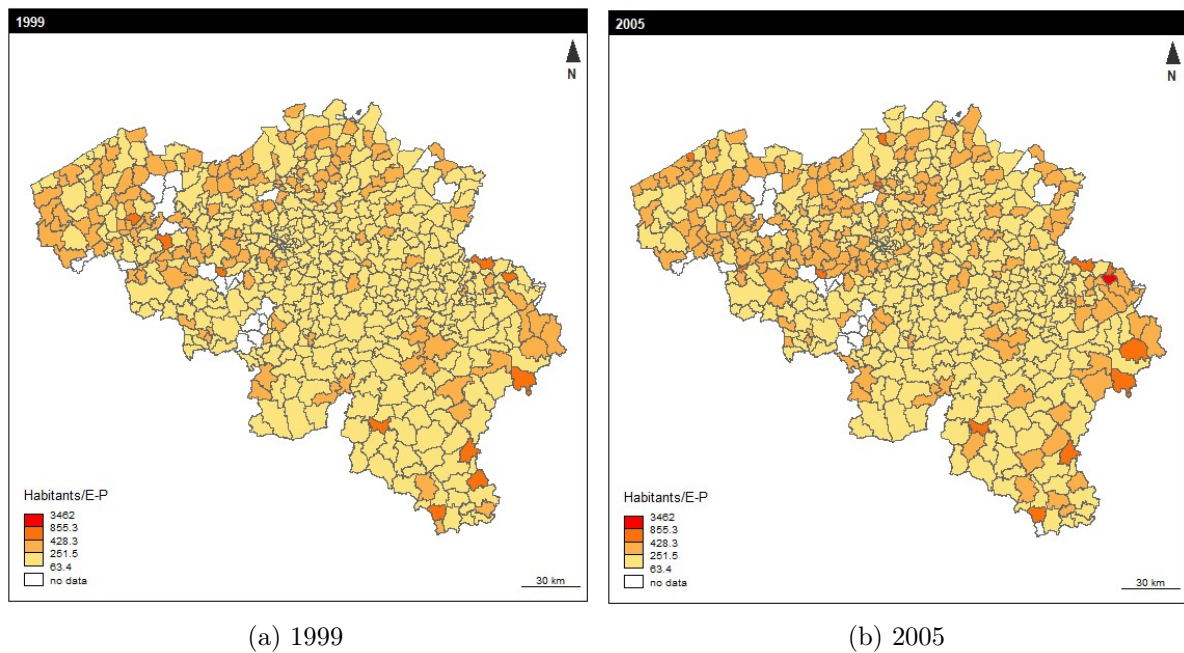 1999
N
Habitants/E-P
3462
855.3
428.3
251.5
63.4
no data
30 km
(a) 1999
2005
N
Habitants/E-P
3462
855.3
428.3
251.5
63.4
no data
30 km
(b) 2005